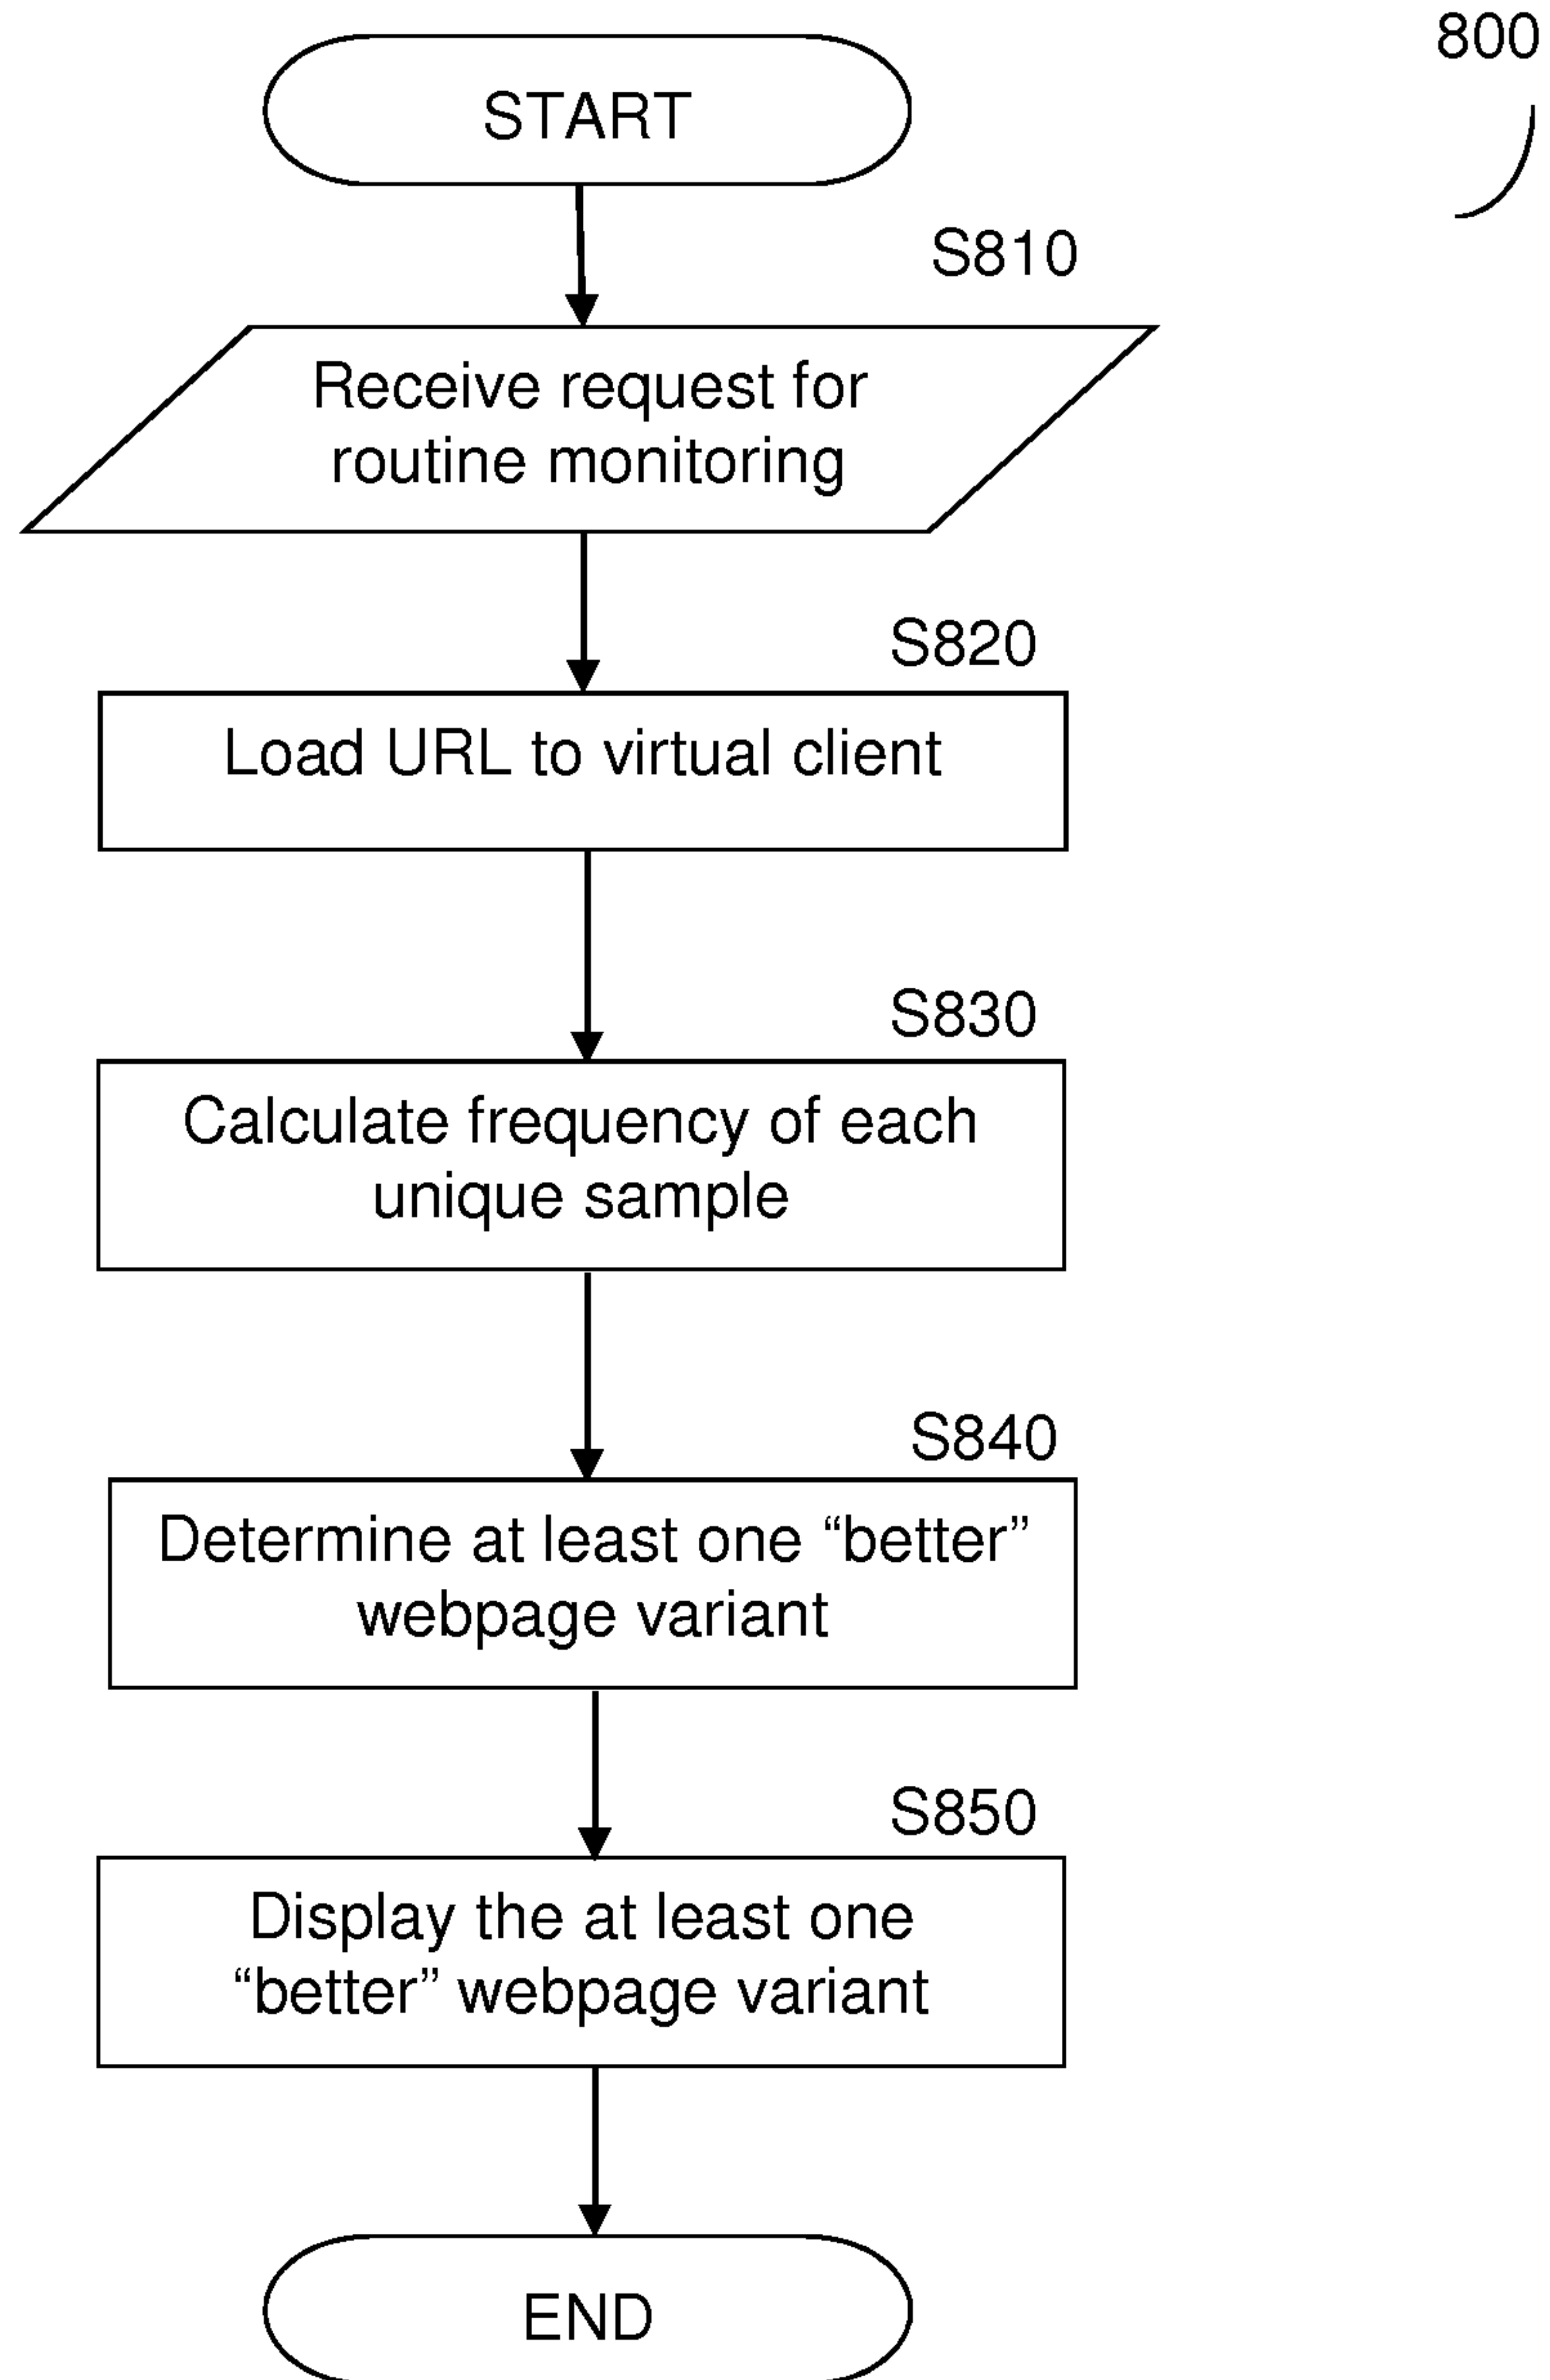 800
START
S810
Receive request for
routine monitoring
S820
Load URL to virtual client
S830
Calculate frequency of each
unique sample
S840
Determine at least one “better”
webpage variant
S850
Display the at least one
“better” webpage variant
END